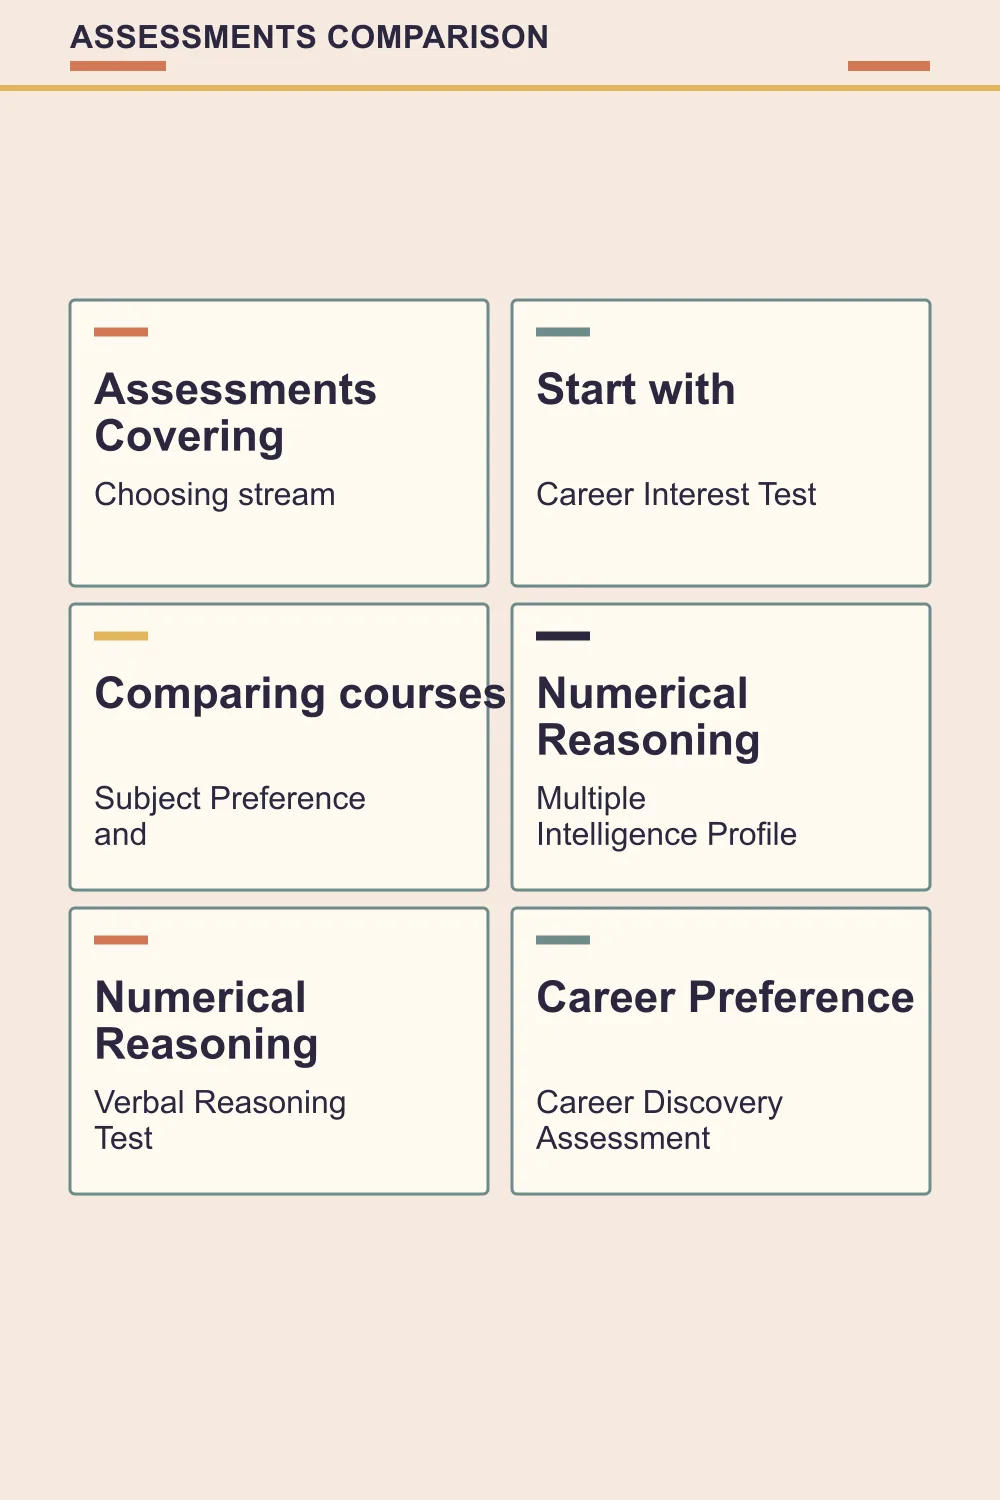 ASSESSMENTS COMPARISON
Assessments
Covering
Choosing stream
Start with
Career Interest Test
Comparing courses
Subject Preference
and
Numerical
Reasoning
Multiple
Intelligence Profile
Numerical
Reasoning
Verbal Reasoning
Test
Career Preference
Career Discovery
Assessment